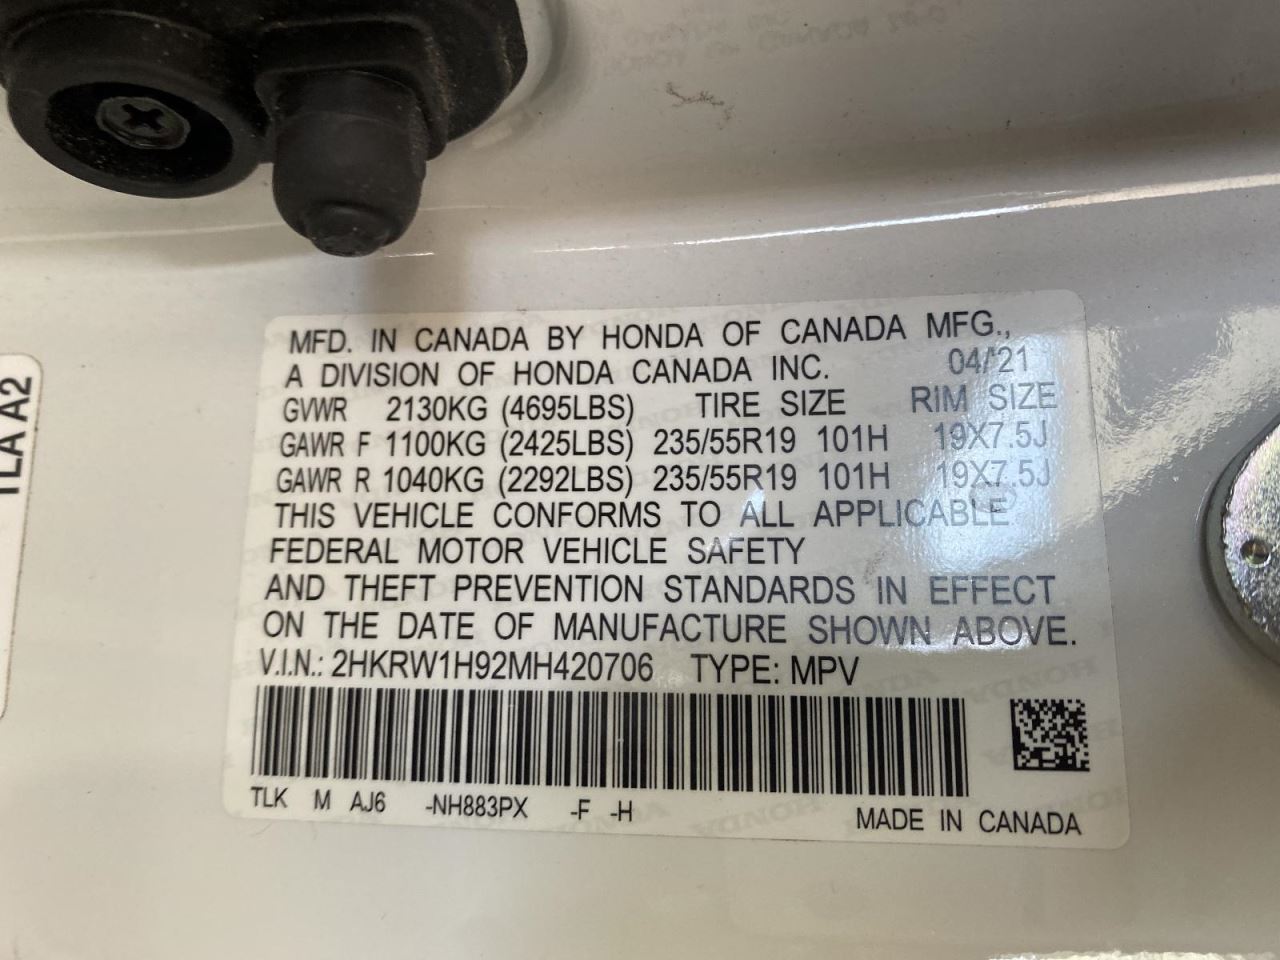 MFD. IN CANADA BY HONDA OF CANADA MFG.,
A DIVISION OF HONDA CANADA INC. 04/'21
GVWR 2130KG (4695LBS) TIRE SIZE RIM SIZE
GAWR F 1100KG (2425LBS) 235/55R19 101H 19X7.5J
GAWR R 1040KG (2292LBS) 235/55R19 101H 19X7.5J
THIS VEHICLE CONFORMS TO ALL APPLICABLE
FEDERAL MOTOR VEHICLE SAFETY
AND THEFT PREVENTION STANDARDS IN EFFECT
ON THE DATE OF MANUFACTURE SHOWN ABOVE.
V.I.N.: 2HKRW1H92MH420706 TYPE: MPV
TLK M AJ6 -NH883PX -F -H MADE IN CANADA
TLA A2